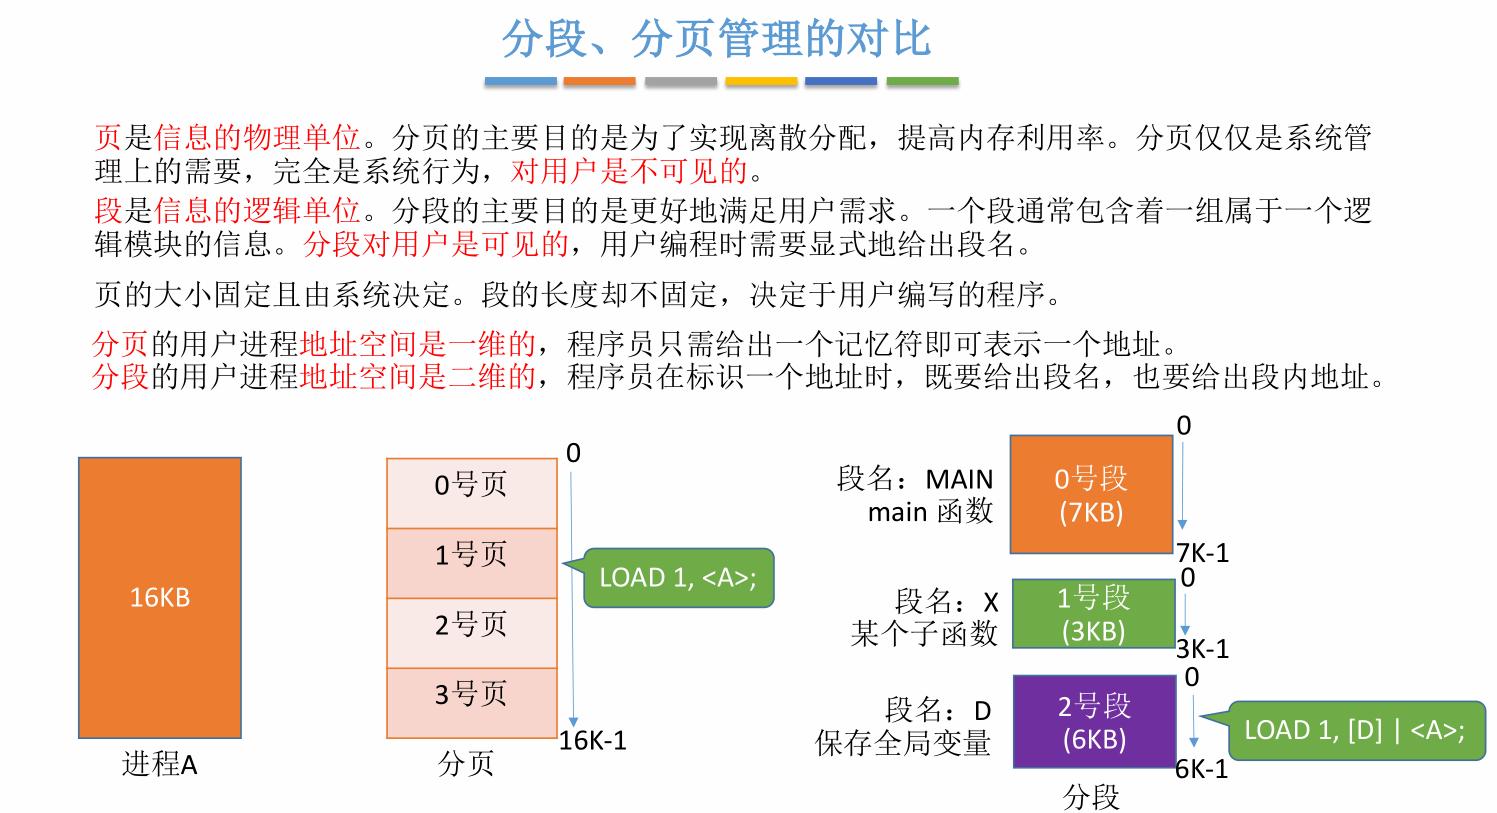 分段、分页管理的对比
页是信息的物理单位。分页的主要目的是为了实现离散分配，提高内存利用率。分页仅仅是系统管
理上的需要，完全是系统行为，对用户是不可见的。
段是信息的逻辑单位。分段的主要目的是更好地满足用户需求。一个段通常包含着一组属于一个逻
辑模块的信息。分段对用户是可见的，用户编程时需要显式地给出段名。
页的大小固定且由系统决定。段的长度却不固定，决定于用户编写的程序。
分页的用户进程地址空间是一维的，程序员只需给出一个记忆符即可表示一个地址。
分段的用户进程地址空间是二维的，程序员在标识一个地址时，既要给出段名，也要给出段内地址。
16KB
进程A
0
0号页
1号页
2号页
3号页
16K-1
LOAD 1, <A>;
分页
段名：MAIN
main 函数
0号段
(7KB)
0
7K-1
段名：X
某个子函数
1号段
(3KB)
0
3K-1
段名：D
保存全局变量
2号段
(6KB)
0
6K-1
LOAD 1, [D] | <A>;
分段